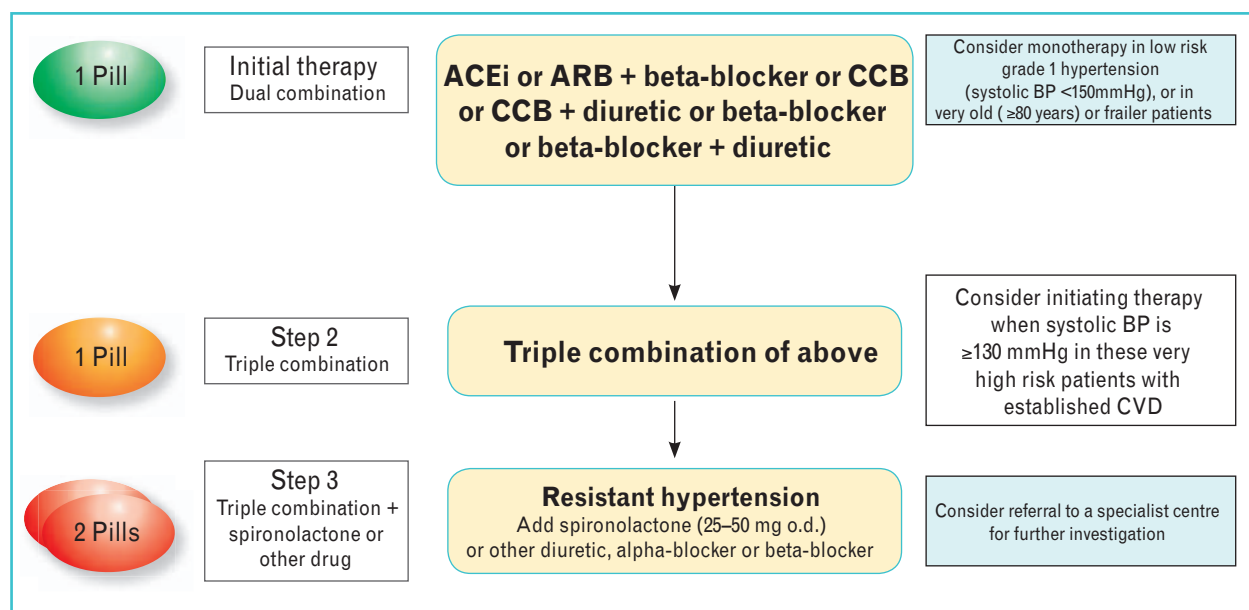 1 Pill
Initial therapy
Dual combination
ACEi or ARB + beta-blocker or CCB
or CCB + diuretic or beta-blocker
or beta-blocker + diuretic
Consider monotherapy in low risk
grade 1 hypertension
(systolic BP <150mmHg), or in
very old ( ≥80 years) or frailer patients
1 Pill
Step 2
Triple combination
Triple combination of above
Consider initiating therapy
when systolic BP is
≥130 mmHg in these very
high risk patients with
established CVD
2 Pills
Step 3
Triple combination +
spironolactone or
other drug
Resistant hypertension
Add spironolactone (25–50 mg o.d.)
or other diuretic, alpha-blocker or beta-blocker
Consider referral to a specialist centre
for further investigation